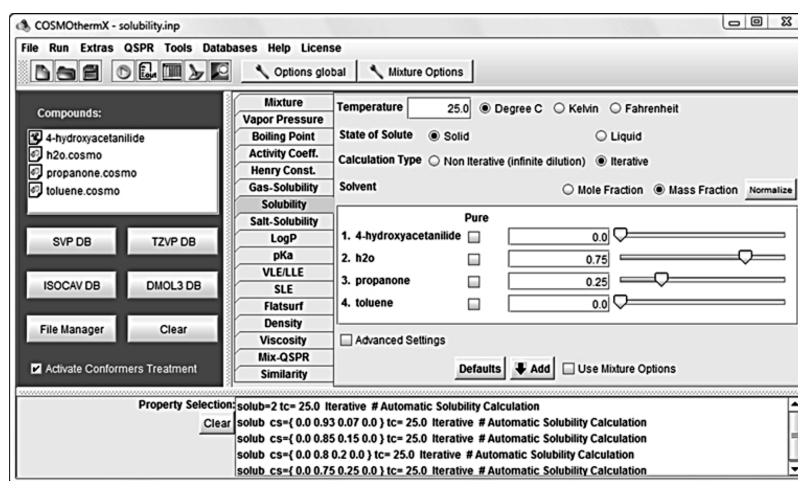 COSMOthermX - solubility.inp
File Run Extras QSPR Tools Databases Help License
Options global Mixture Options
Compounds:
4-hydroxyacetanilide
h2o.cosmo
propanone.cosmo
toluene.cosmo
SVP DB TZVP DB
ISOCAV DB DMOL3 DB
File Manager Clear
Activate Conformers Treatment
Mixture
Vapor Pressure
Boiling Point
Activity Coeff.
Henry Const.
Gas-Solubility
Solubility
Salt-Solubility
LogP
pKa
VLE/LLE
SLE
Flatsurf
Density
Viscosity
Mix-QSPR
Similarity
Temperature 25.0 Degree C Kelvin Fahrenheit
State of Solute Solid Liquid
Calculation Type Non Iterative (infinite dilution) Iterative
Solvent Mole Fraction Mass Fraction Normalize
Pure
1. 4-hydroxyacetanilide 0.0
2. h2o 0.75
3. propanone 0.25
4. toluene 0.0
Advanced Settings
Defaults Add Use Mixture Options
Property Selection:
Clear
solub=2 tc= 25.0 Iterative # Automatic Solubility Calculation
solub cs={ 0.0 0.93 0.07 0.0 } tc= 25.0 Iterative # Automatic Solubility Calculation
solub cs={ 0.0 0.85 0.15 0.0 } tc= 25.0 Iterative # Automatic Solubility Calculation
solub cs={ 0.0 0.8 0.2 0.0 } tc= 25.0 Iterative # Automatic Solubility Calculation
solub cs={ 0.0 0.75 0.25 0.0 } tc= 25.0 Iterative # Automatic Solubility Calculation